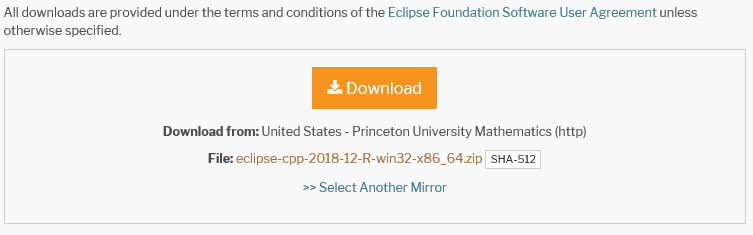 All downloads are provided under the terms and conditions of the Eclipse Foundation Software User Agreement unless
otherwise specified.
Download
Download from: United States - Princeton University Mathematics (http)
File: eclipse-cpp-2018-12-R-win32-x86_64.zip SHA-512
>> Select Another Mirror